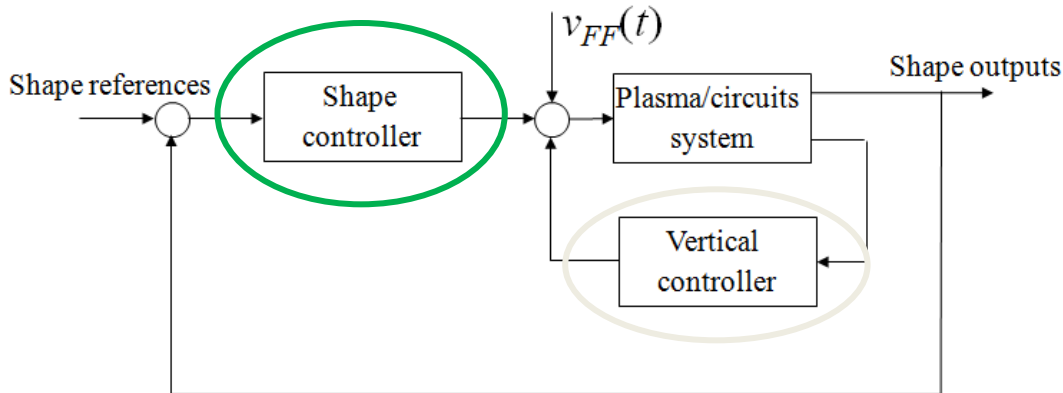 v_FF(t)
Shape references
Shape
controller
Plasma/circuits
system
Shape outputs
Vertical
controller